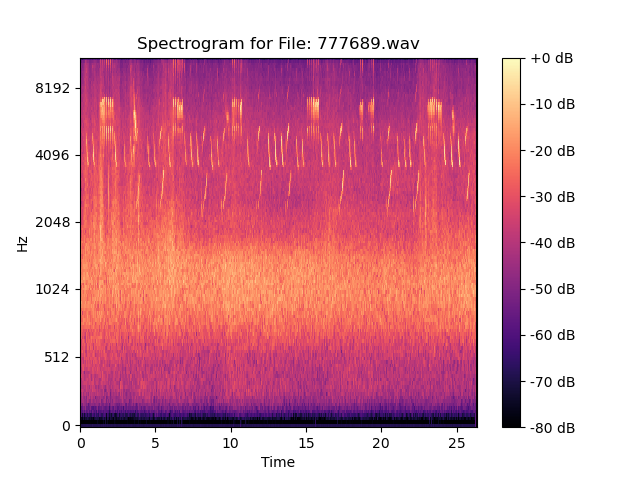 Spectrogram for File: 777689.wav
Hz
8192
4096
2048
1024
512
0
0 5 10 15 20 25
Time
+0 dB
-10 dB
-20 dB
-30 dB
-40 dB
-50 dB
-60 dB
-70 dB
-80 dB